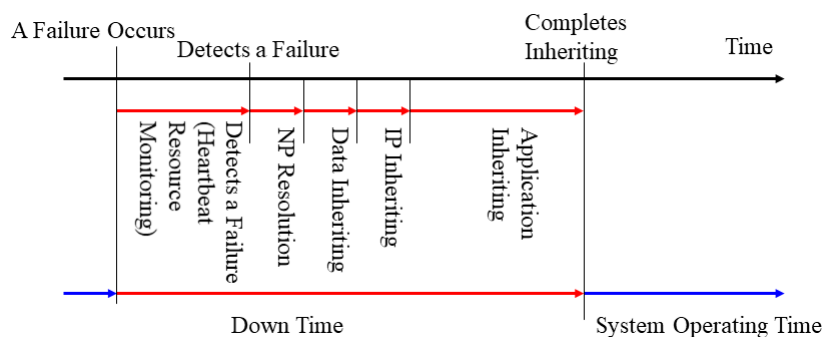 A Failure Occurs
Detects a Failure
Completes
Inheriting
Time
Detects a Failure
(Heartbeat
Resource
Monitoring)
NP Resolution
Data Inheriting
IP Inheriting
Application
Inheriting
Down Time
System Operating Time